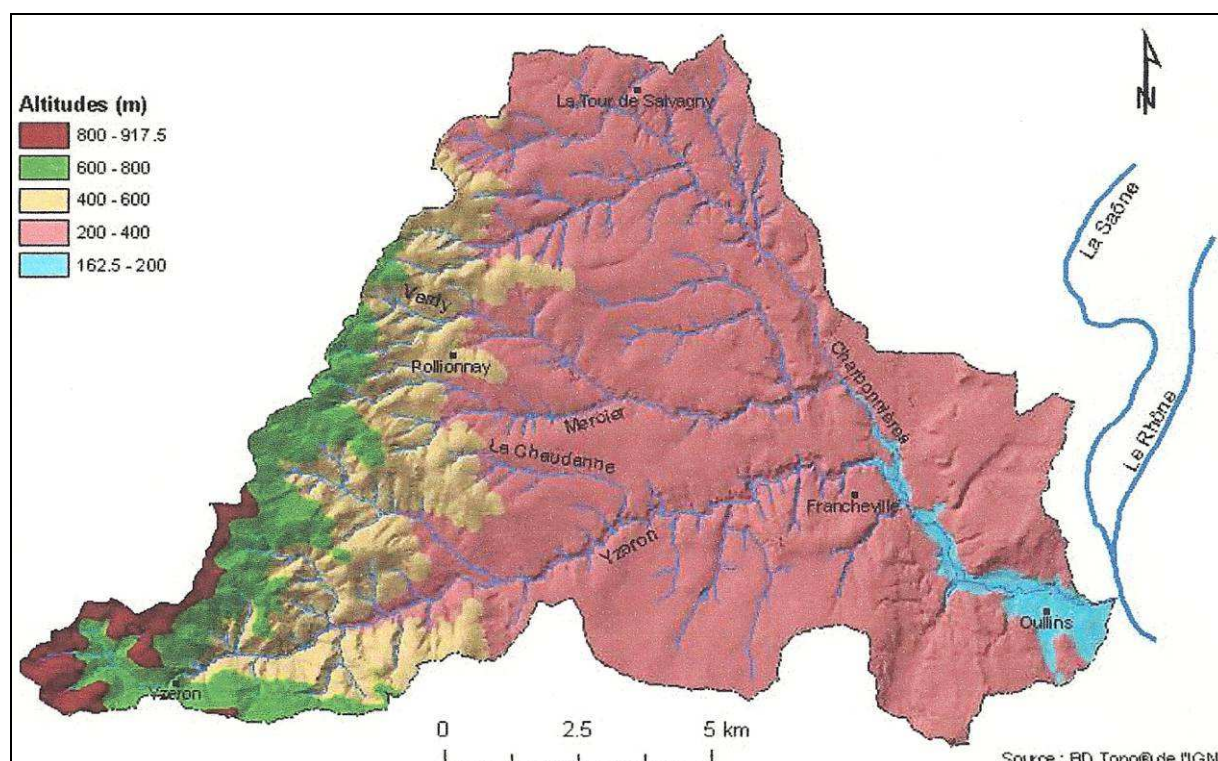 Altitudes (m)
800 - 917.5
600 - 800
400 - 600
200 - 400
162.5 - 200
La Tour de Salvagny
N
La Saône
Le Rhône
Vaudy
Pollionnay
Charbonnières
Mercier
La Chaudanne
Francheville
Yzeron
Oullins
Yzeron
0 2.5 5 km
Source : BD Topo® de l'IGN